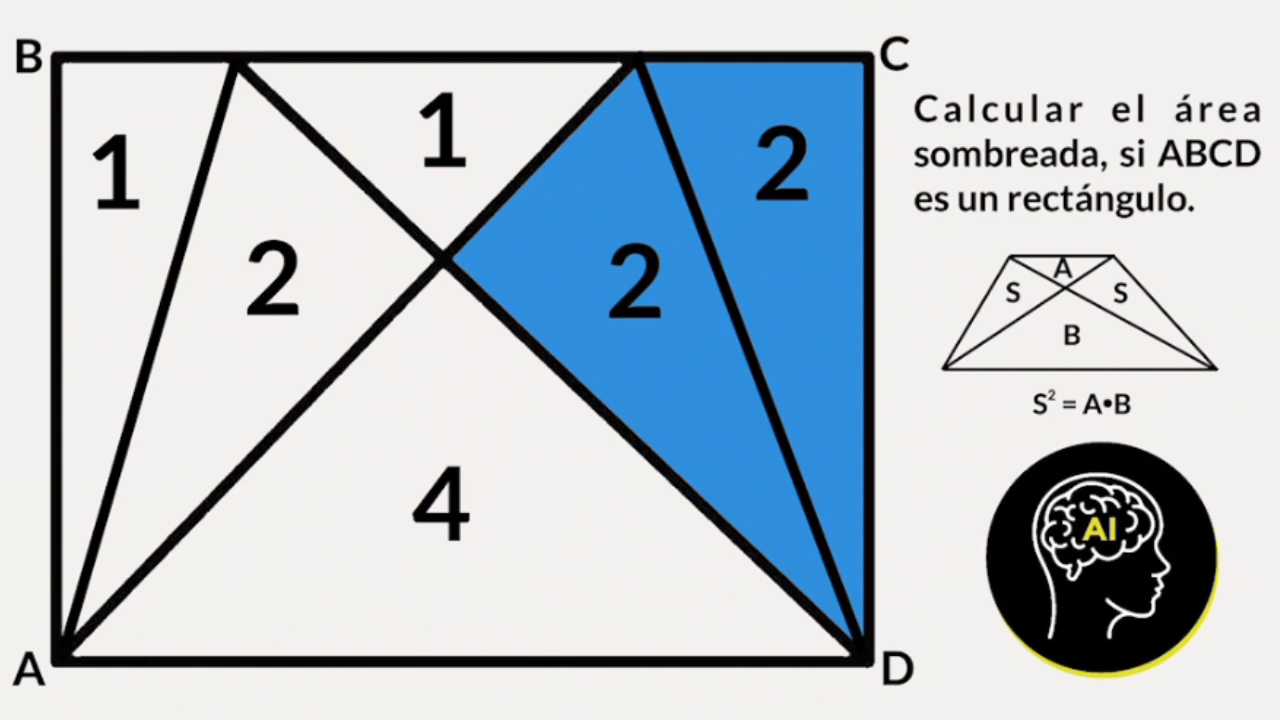 B
C
1
1
2
2
2
4
A
D
Calcular el área
sombreada, si ABCD
es un rectángulo.
A
S
S
B
S² = A•B
AI